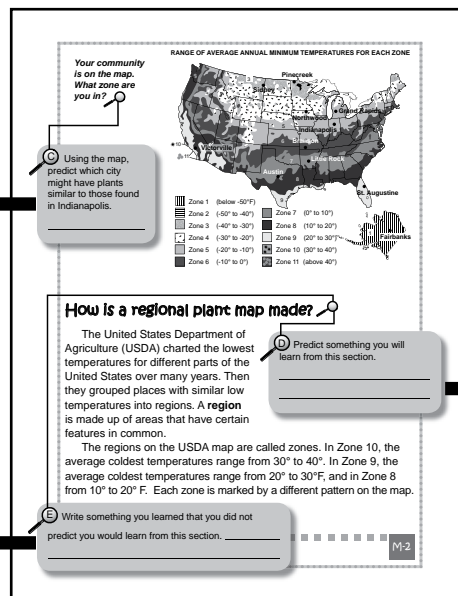 RANGE OF AVERAGE ANNUAL MINIMUM TEMPERATURES FOR EACH ZONE
Your community
is on the map.
What zone are
you in?
Pinecreek
Sidney
Grand Rapids
Northwood
Indianapolis
Victorville
Little Rock
Austin
St. Augustine
Fairbanks
C Using the map,
predict which city
might have plants
similar to those found
in Indianapolis.
Zone 1 (below -50°F)
Zone 2 (-50° to -40°)
Zone 3 (-40° to -30°)
Zone 4 (-30° to -20°)
Zone 5 (-20° to -10°)
Zone 6 (-10° to 0°)
Zone 7 (0° to 10°)
Zone 8 (10° to 20°)
Zone 9 (20° to 30°)
Zone 10 (30° to 40°)
Zone 11 (above 40°)
How is a regional plant map made?
The United States Department of
Agriculture (USDA) charted the lowest
temperatures for different parts of the
United States over many years. Then
they grouped places with similar low
temperatures into regions. A region
is made up of areas that have certain
features in common.
D Predict something you will
learn from this section.
The regions on the USDA map are called zones. In Zone 10, the
average coldest temperatures range from 30° to 40°. In Zone 9, the
average coldest temperatures range from 20° to 30°F, and in Zone 8
from 10° to 20° F. Each zone is marked by a different pattern on the map.
E Write something you learned that you did not
predict you would learn from this section.
M-2